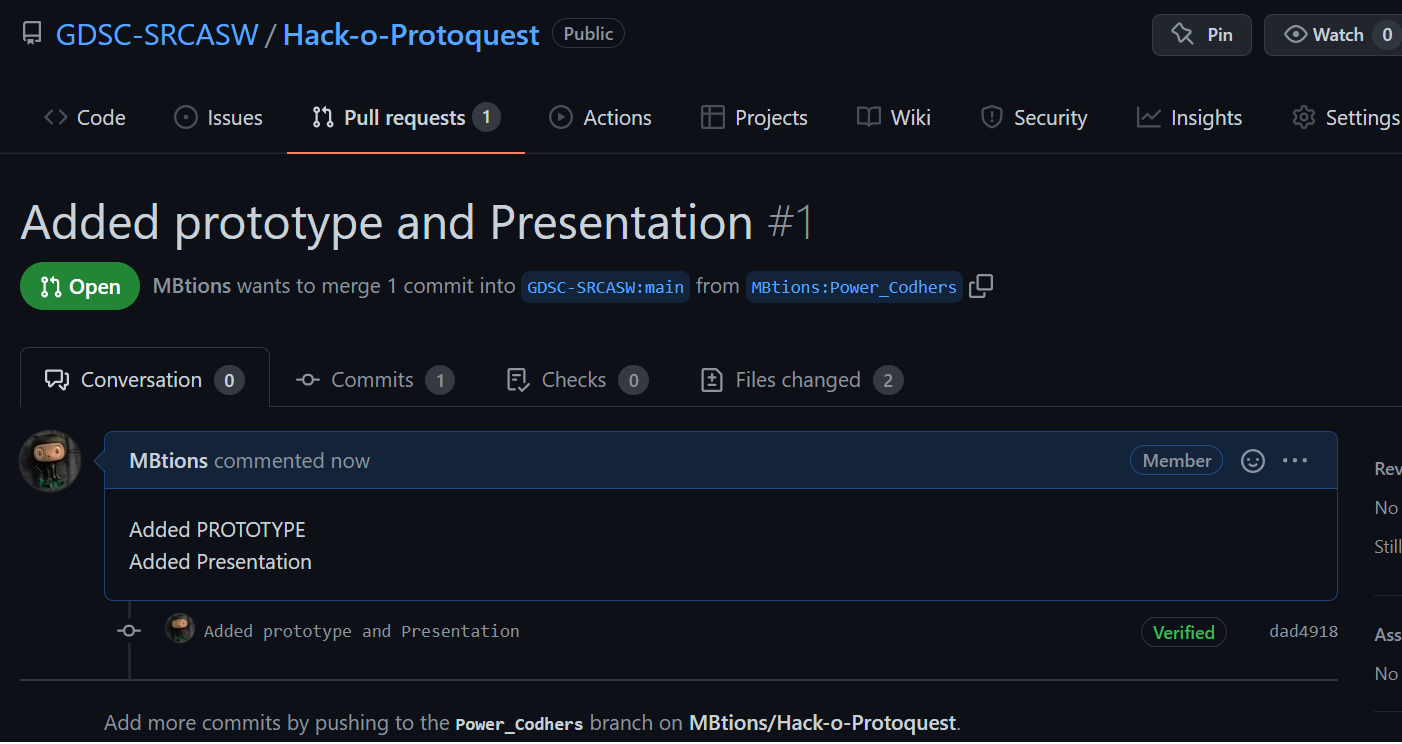 GDSC-SRCASW / Hack-o-Protoquest Public Pin Watch 0
Code Issues Pull requests 1 Actions Projects Wiki Security Insights Settings
Added prototype and Presentation #1
Open MBtions wants to merge 1 commit into GDSC-SRCASW:main from MBtions:Power_Codhers
Conversation 0 Commits 1 Checks 0 Files changed 2
MBtions commented now Member
Rev
Added PROTOTYPE
No
Added Presentation
Still
Added prototype and Presentation Verified dad4918
Ass
No
Add more commits by pushing to the Power_Codhers branch on MBtions/Hack-o-Protoquest.